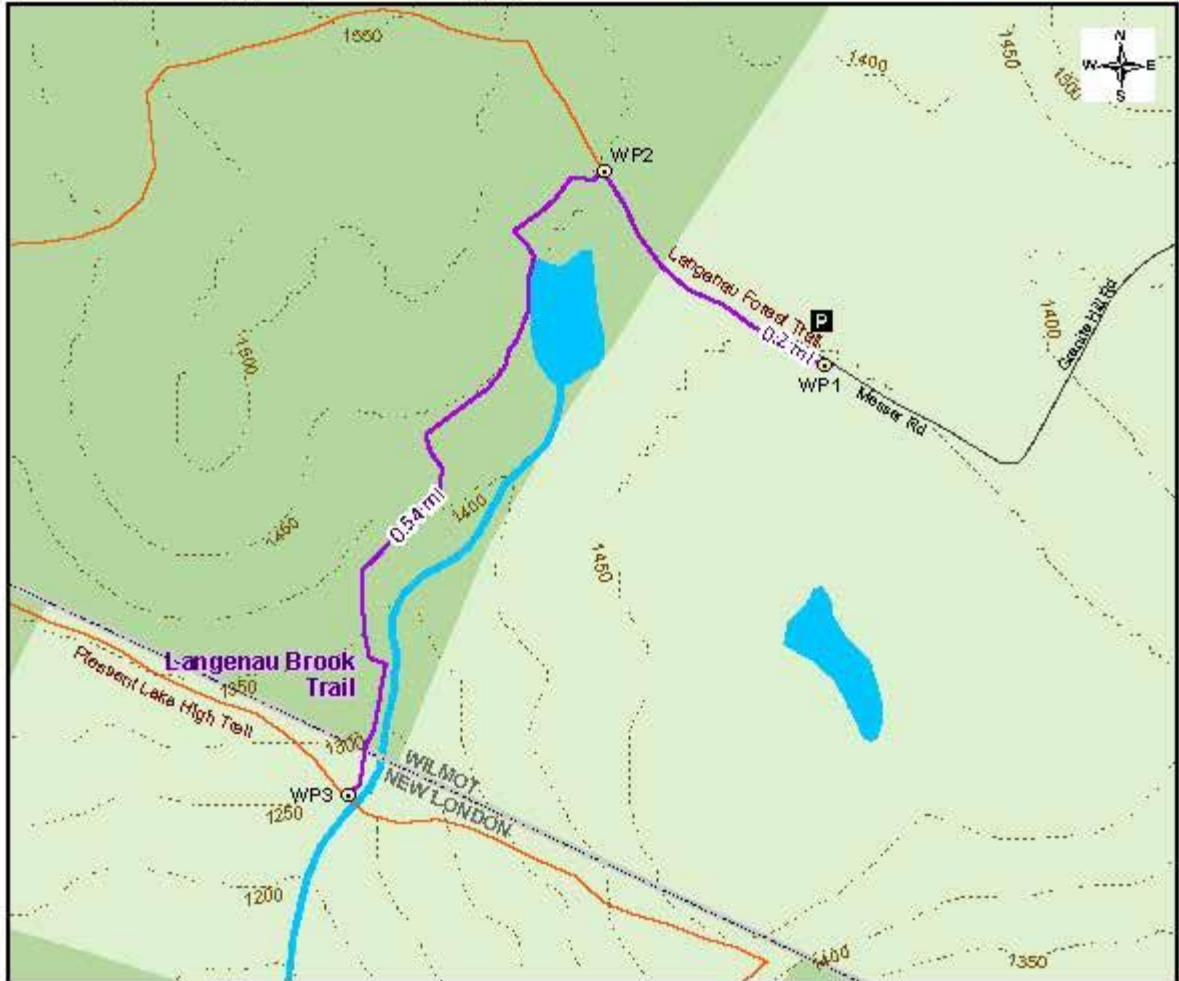 1550
1400
1450
1500
N
W E
S
WP2
Langenau Forest Trail
P
0.2 mi
WP1
Messer Rd
Granite Hill Rd
1400
1500
0.54 mi
1400
1450
1450
Langenau Brook
Trail
1350
Pleasant Lake High Trail
1300
WILMOT
NEW LONDON
WP3
1250
1200
1400
1350